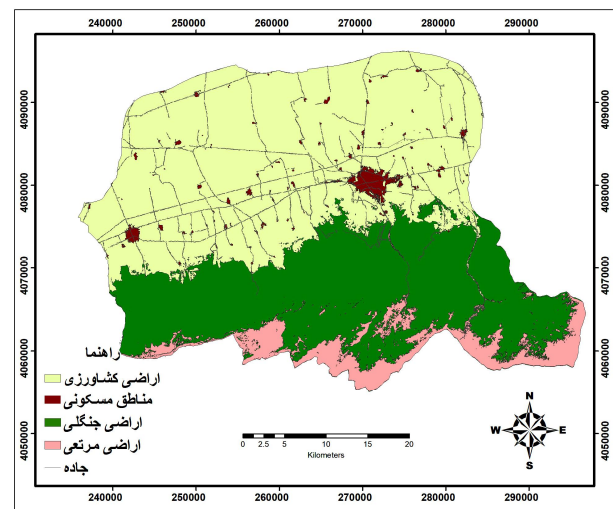 240000 250000 260000 270000 280000 290000
4090000 4090000
4080000 4080000
4070000 4070000
4060000 4060000
4050000 4050000
راهنما
اراضی کشاورزی
مناطق مسکونی
اراضی جنگلی
اراضی مرتعی
جاده
0 2.5 5 10 15 20
Kilometers
N
W E
S
240000 250000 260000 270000 280000 290000